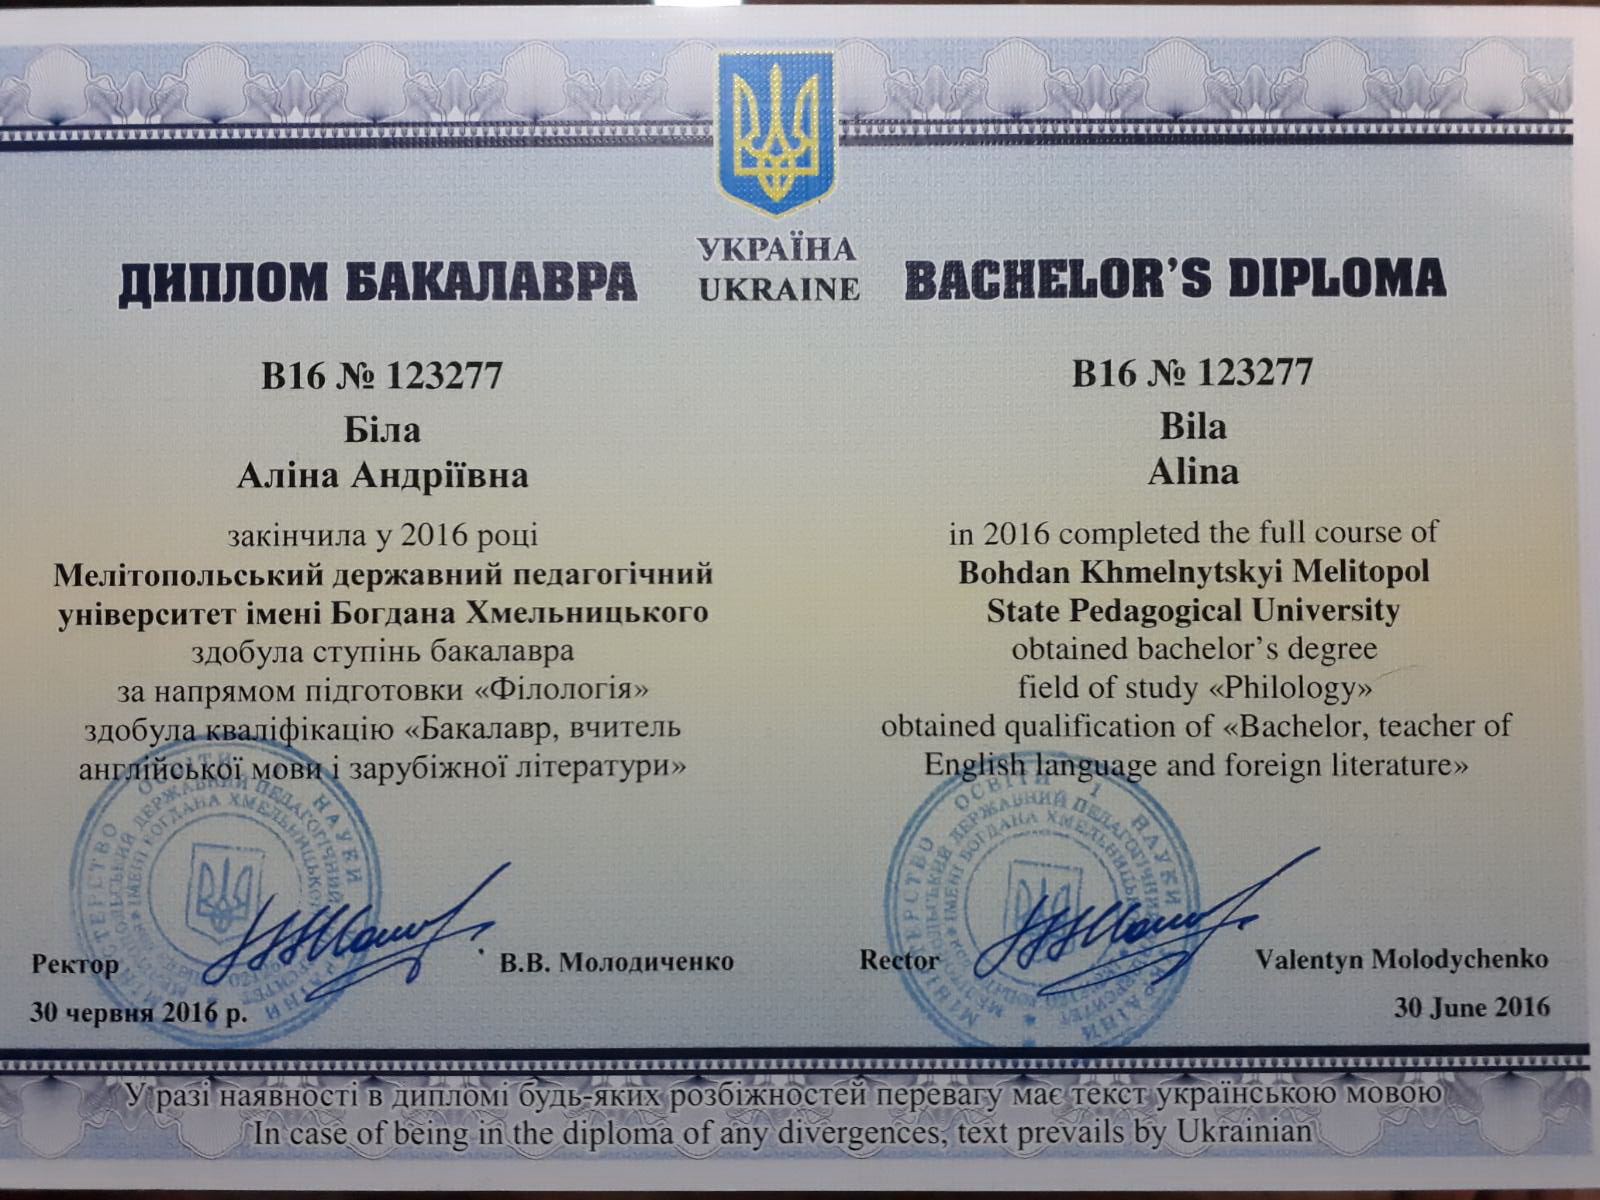 УКРАЇНА
UKRAINE
ДИПЛОМ БАКАЛАВРА
В16 № 123277
Біла
Аліна Андріївна
закінчила у 2016 році
Мелітопольський державний педагогічний
університет імені Богдана Хмельницького
здобула ступінь бакалавра
за напрямом підготовки «Філологія»
здобула кваліфікацію «Бакалавр, вчитель
англійської мови і зарубіжної літератури»
Ректор
В.В. Молодиченко
30 червня 2016 р.
BACHELOR'S DIPLOMA
B16 № 123277
Bila
Alina
in 2016 completed the full course of
Bohdan Khmelnytskyi Melitopol
State Pedagogical University
obtained bachelor's degree
field of study «Philology»
obtained qualification of «Bachelor, teacher of
English language and foreign literature»
Rector
Valentyn Molodychenko
30 June 2016
У разі наявності в дипломі будь-яких розбіжностей перевагу має текст українською мовою
In case of being in the diploma of any divergences, text prevails by Ukrainian